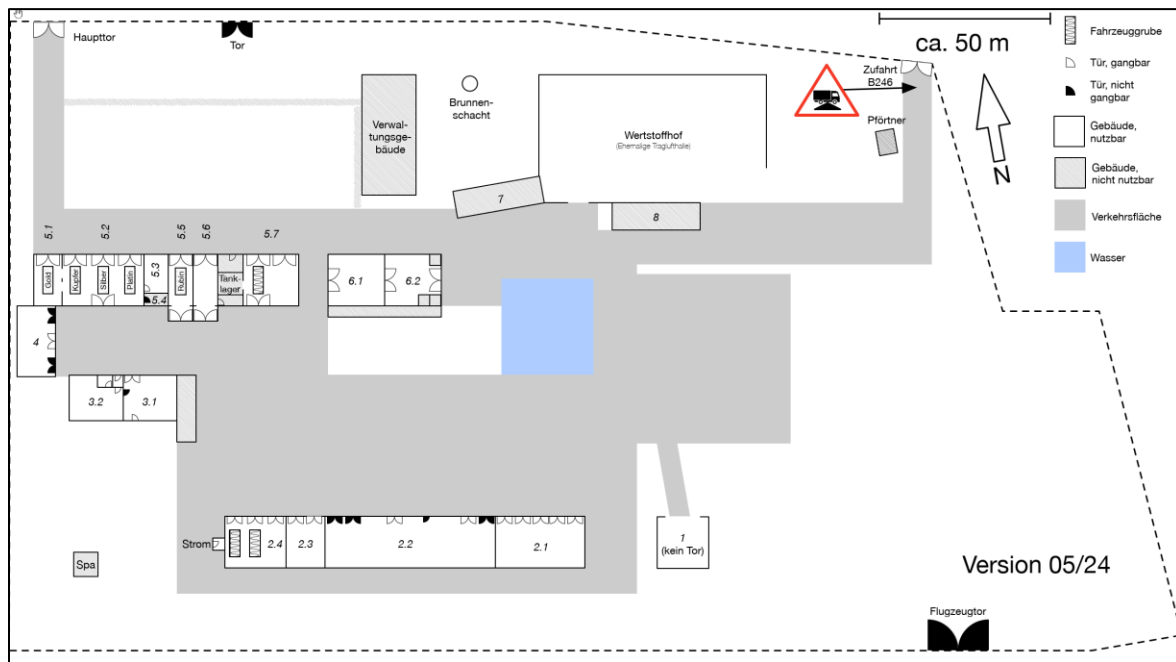 Haupttor
Tor
ca. 50 m
Fahrzeuggrube
Tür, gangbar
Tür, nicht
gangbar
Gebäude,
nutzbar
Gebäude,
nicht nutzbar
Verkehrsfläche
Wasser
N
Zufahrt
B246
Pförtner
Brunnen-
schacht
Verwal-
tungsge-
bäude
Wertstoffhof
(Ehemalige Traglufthalle)
7
8
5.1
5.2
5.5
5.6
5.7
Gold
Kupfer
Silber
Platin
5.3
5.4
Rubin
Tank-
lager
6.1
6.2
4
3.2
3.1
Strom
2.4
2.3
2.2
2.1
1
(kein Tor)
Spa
Version 05/24
Flugzeugtor